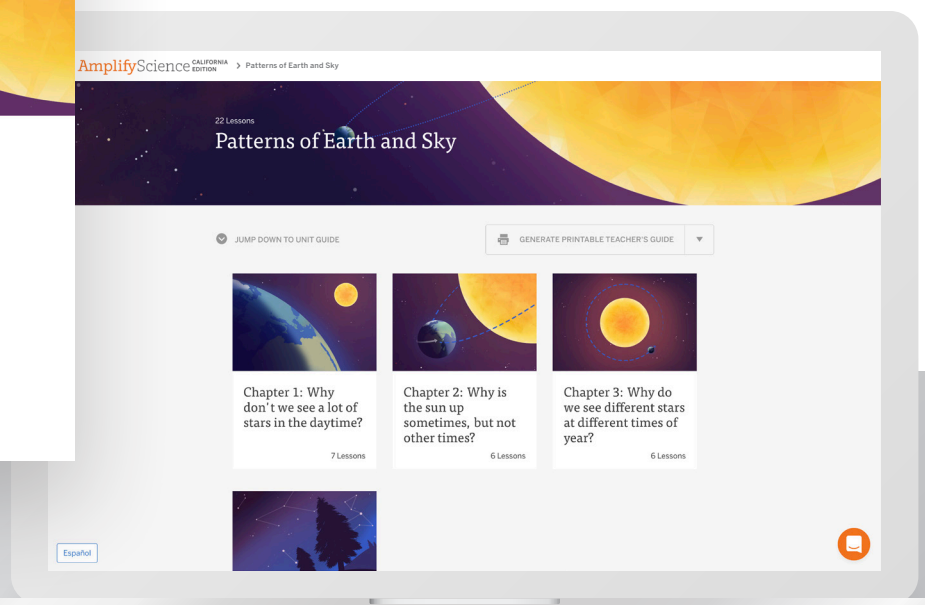 AmplifyScience CALIFORNIA EDITION > Patterns of Earth and Sky
22 Lessons
Patterns of Earth and Sky
JUMP DOWN TO UNIT GUIDE
GENERATE PRINTABLE TEACHER'S GUIDE
Chapter 1: Why
don't we see a lot of
stars in the daytime?
7 Lessons
Chapter 2: Why is
the sun up
sometimes, but not
other times?
6 Lessons
Chapter 3: Why do
we see different stars
at different times of
year?
6 Lessons
Español